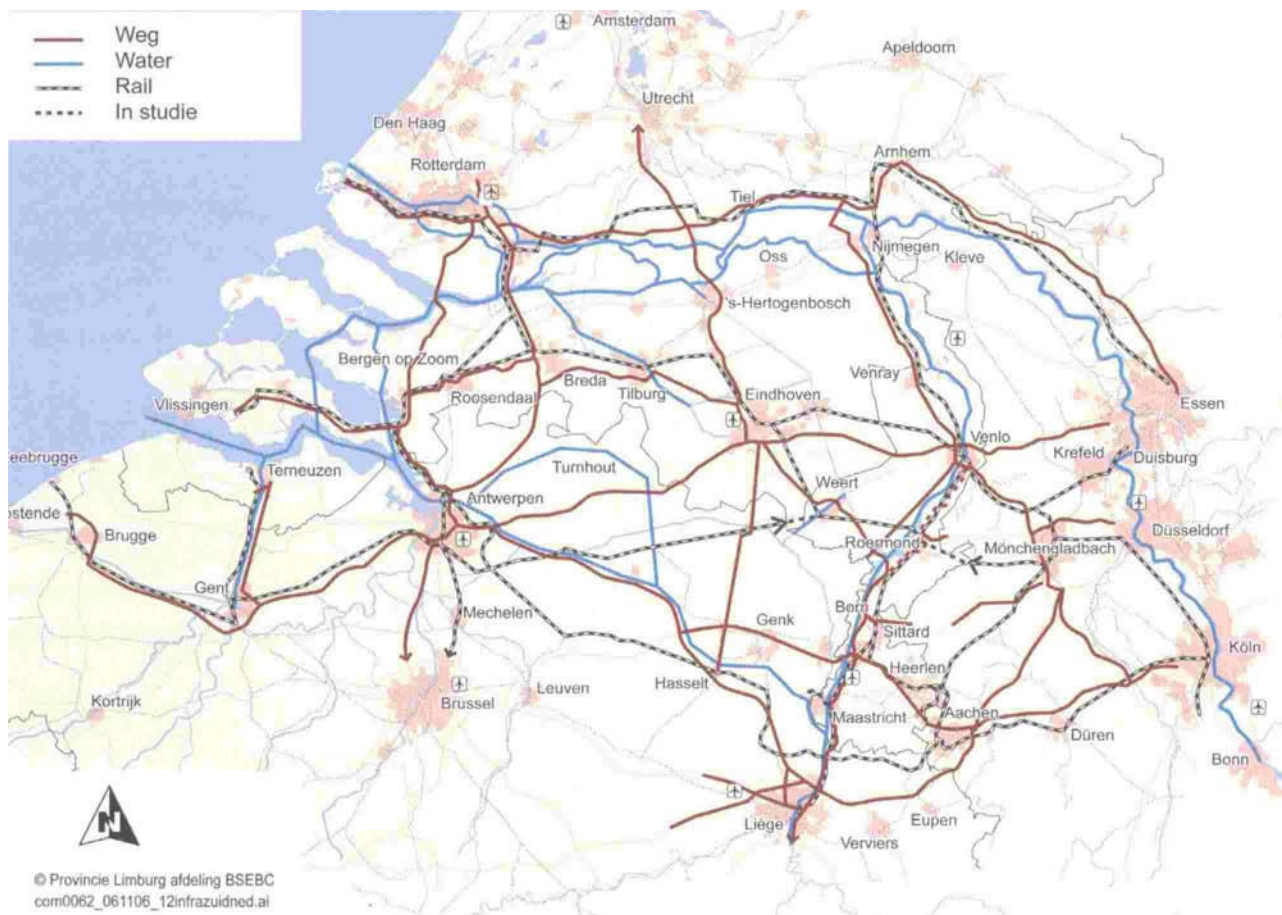 Weg
Water
Rail
In studie
Amsterdam
Apeldoorn
Utrecht
Den Haag
Rotterdam
Arnhem
Tiel
Nijmegen
Kleve
Oss
's-Hertogenbosch
Bergen op Zoom
Roosendaal
Breda
Tilburg
Eindhoven
Venray
Essen
Vlissingen
Venlo
Krefeld
Duisburg
eebrugge
Terneuzen
Turnhout
Weert
ostende
Brugge
Antwerpen
Düsseldorf
Roermond
Mönchengladbach
Gent
Mechelen
Genk
Born
Sittard
Köln
Heerlen
Kortrijk
Brussel
Leuven
Hasselt
Maastricht
Aachen
Düren
Bonn
Liège
Eupen
Verviers
N
© Provincie Limburg afdeling BSEBC
com0062_061106_12infrazuidned.ai